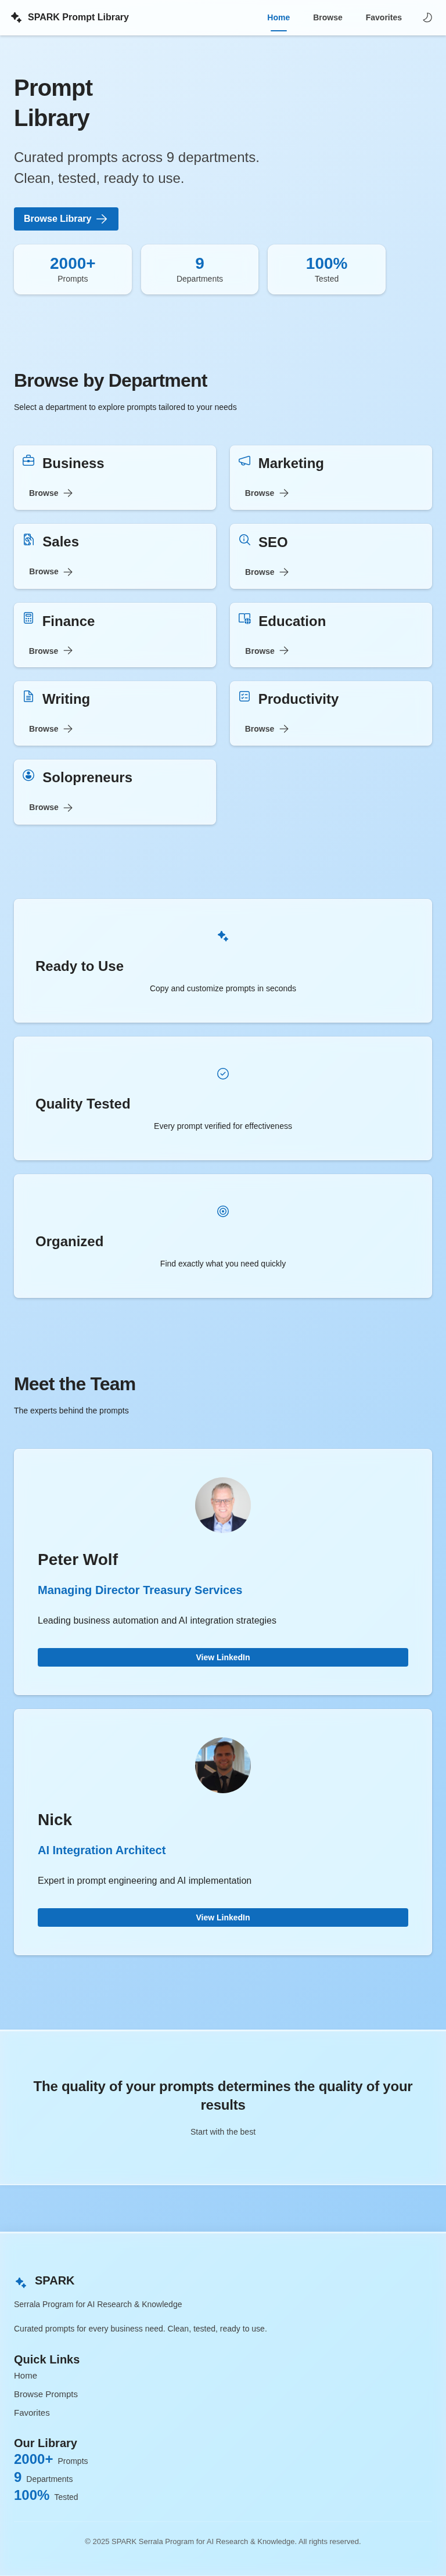 SPARK Prompt Library
Home
Browse
Favorites
Prompt
Library
Curated prompts across 9 departments.
Clean, tested, ready to use.
Browse Library
2000+
Prompts
9
Departments
100%
Tested
Browse by Department
Select a department to explore prompts tailored to your needs
Business
Browse
Marketing
Browse
Sales
Browse
SEO
Browse
Finance
Browse
Education
Browse
Writing
Browse
Productivity
Browse
Solopreneurs
Browse
Ready to Use
Copy and customize prompts in seconds
Quality Tested
Every prompt verified for effectiveness
Organized
Find exactly what you need quickly
Meet the Team
The experts behind the prompts
Peter Wolf
Managing Director Treasury Services
Leading business automation and AI integration strategies
View LinkedIn
Nick
AI Integration Architect
Expert in prompt engineering and AI implementation
View LinkedIn
The quality of your prompts determines the quality of your
results
Start with the best
SPARK
Serrala Program for AI Research & Knowledge
Curated prompts for every business need. Clean, tested, ready to use.
Quick Links
Home
Browse Prompts
Favorites
Our Library
2000+ Prompts
9 Departments
100% Tested
© 2025 SPARK Serrala Program for AI Research & Knowledge. All rights reserved.